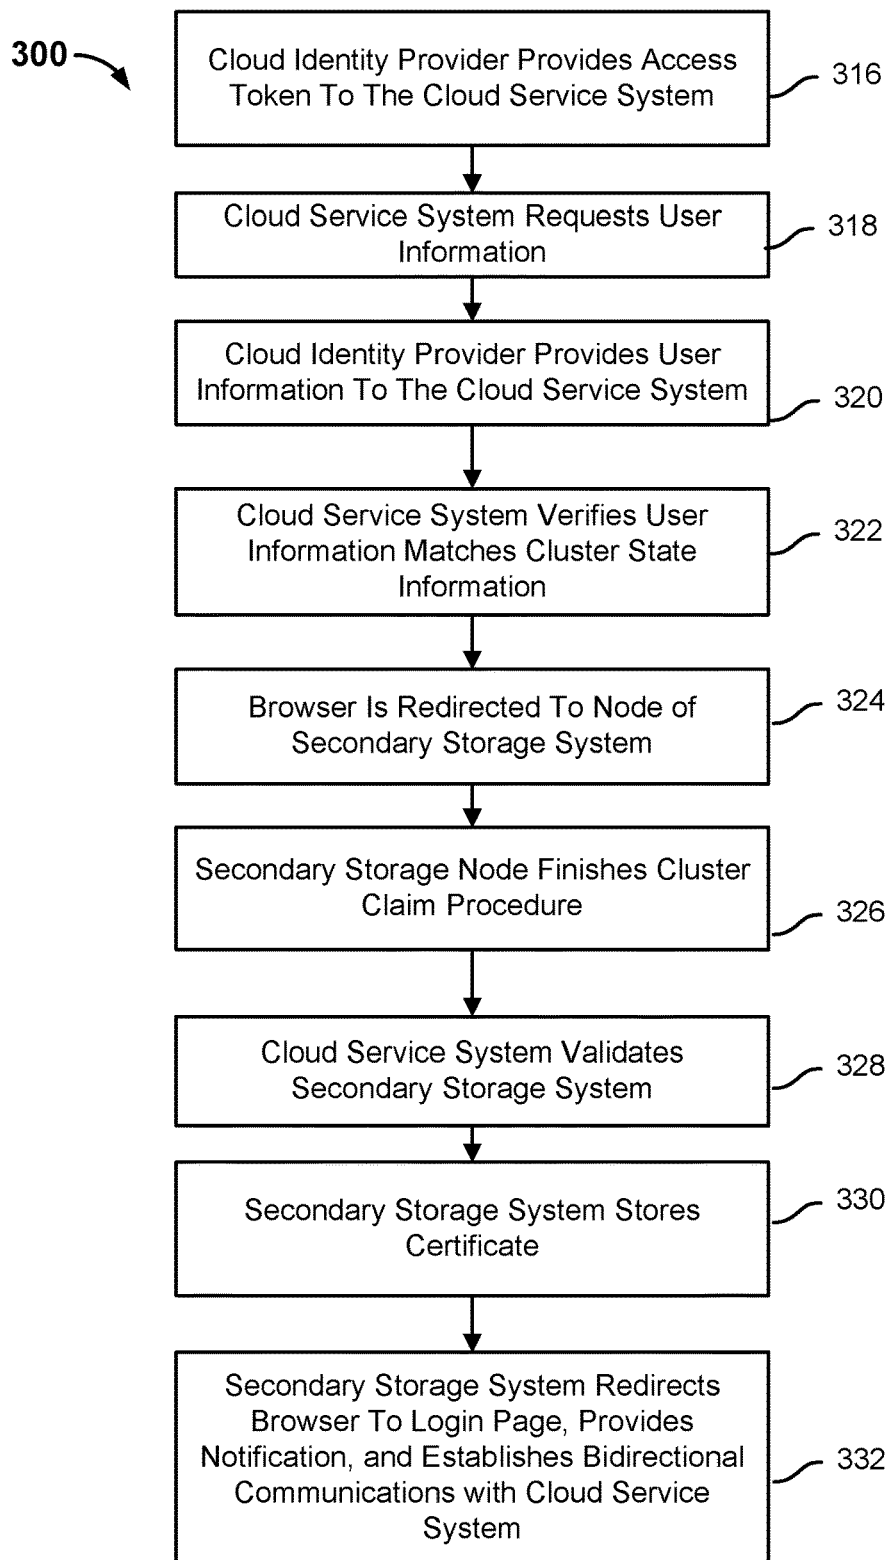 300
Cloud Identity Provider Provides Access
Token To The Cloud Service System
316
Cloud Service System Requests User
Information
318
Cloud Identity Provider Provides User
Information To The Cloud Service System
320
Cloud Service System Verifies User
Information Matches Cluster State
Information
322
Browser Is Redirected To Node of
Secondary Storage System
324
Secondary Storage Node Finishes Cluster
Claim Procedure
326
Cloud Service System Validates
Secondary Storage System
328
Secondary Storage System Stores
Certificate
330
Secondary Storage System Redirects
Browser To Login Page, Provides
Notification, and Establishes Bidirectional
Communications with Cloud Service
System
332